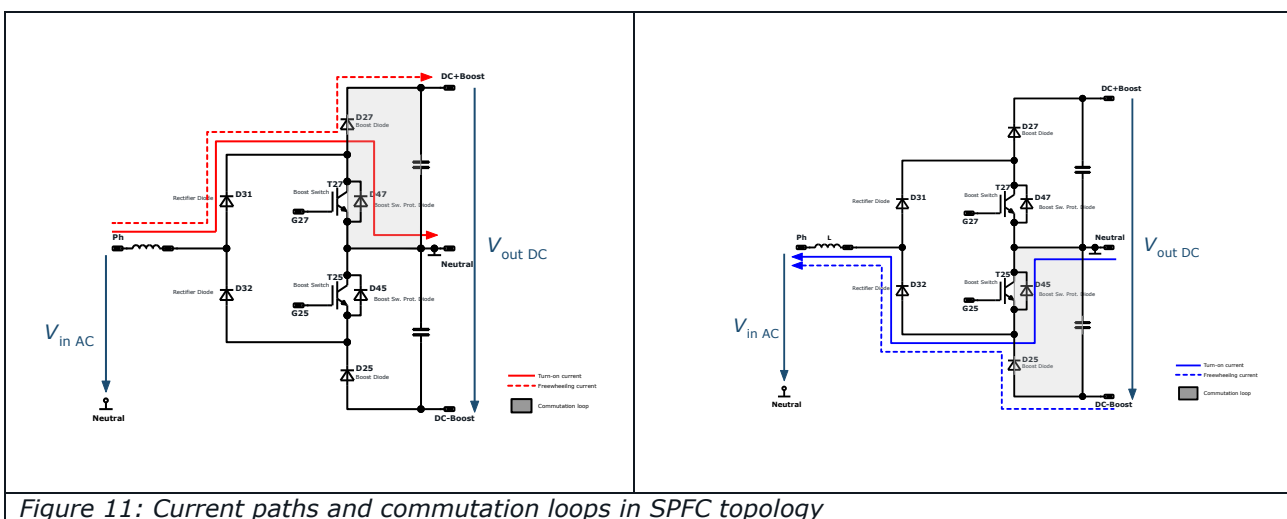 DC+Boost
D27
Boost Diode
D31
Rectifier Diode
T27
Boost Switch
D47
Boost Sw. Prot. Diode
G27
Ph
Neutral
V out DC
T25
Boost Switch
D32
Rectifier Diode
D45
Boost Sw. Prot. Diode
G25
V in AC
D25
Boost Diode
Turn-on current
Freewheeling current
Commutation loop
Neutral
DC-Boost
DC+Boost
D27
Boost Diode
D31
Rectifier Diode
T27
Boost Switch
D47
Boost Sw. Prot. Diode
G27
Ph
L
Neutral
V out DC
T25
Boost Switch
D32
Rectifier Diode
D45
Boost Sw. Prot. Diode
G25
V in AC
D25
Boost Diode
Turn-on current
Freewheeling current
Commutation loop
Neutral
DC-Boost
Figure 11: Current paths and commutation loops in SPFC topology